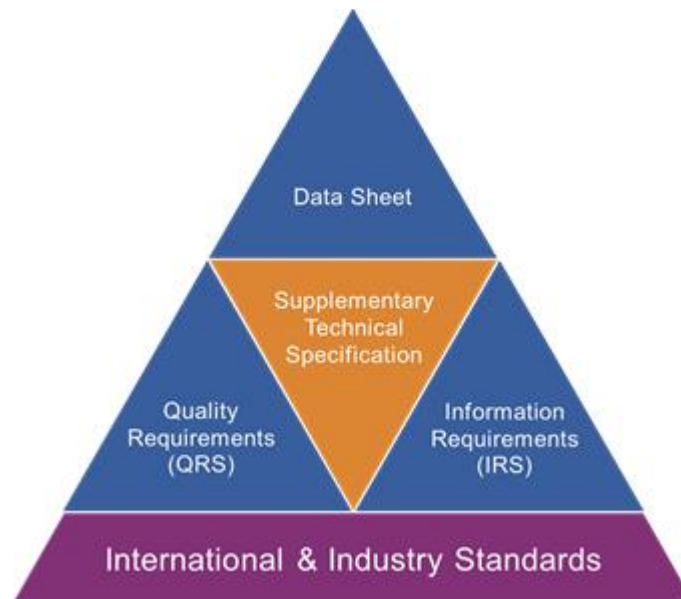 Data Sheet
Supplementary
Technical
Specification
Quality
Requirements
(QRS)
Information
Requirements
(IRS)
International & Industry Standards